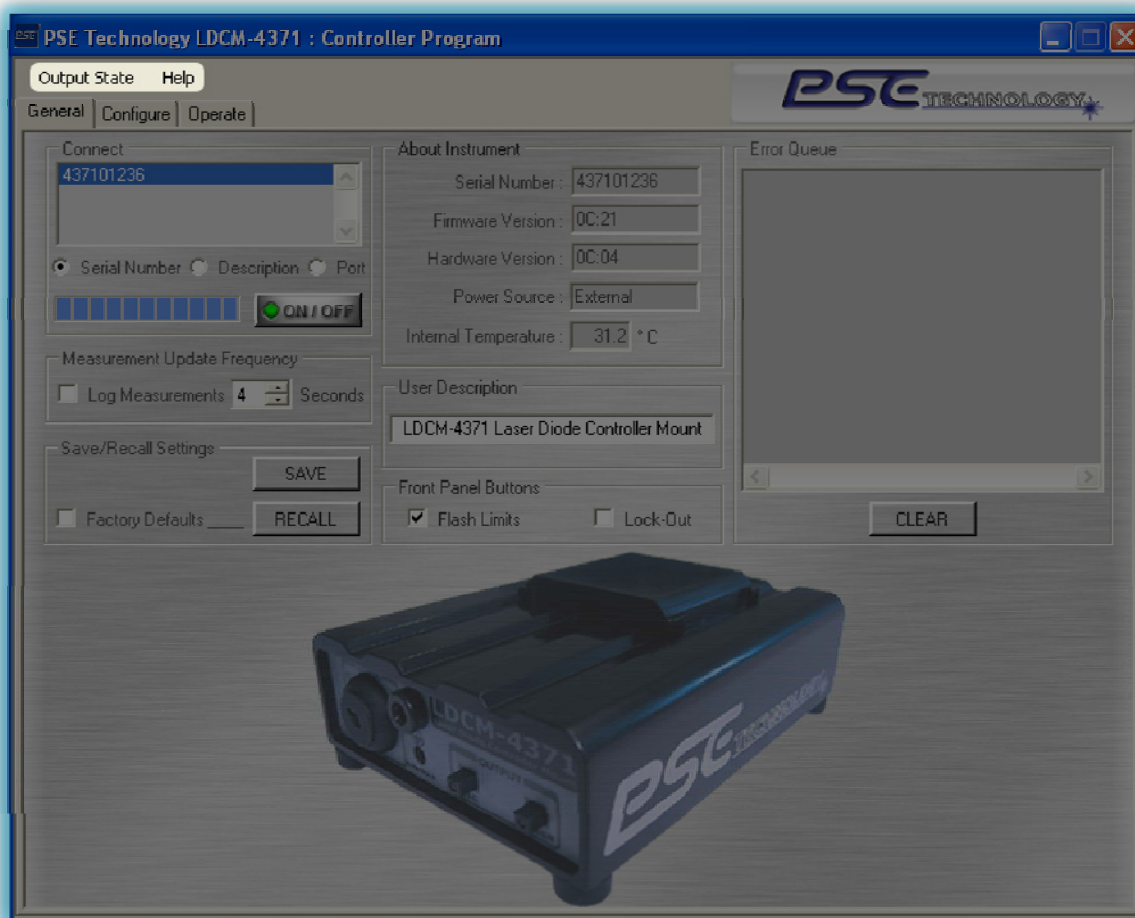 PSE PSE Technology LDCM-4371 : Controller Program
Output State Help
PSE TECHNOLOGY
General Configure Operate
Connect
437101236
Serial Number Description Port
ON / OFF
Measurement Update Frequency
Log Measurements 4 Seconds
Save/Recall Settings
SAVE
Factory Defaults ____ RECALL
About Instrument
Serial Number : 437101236
Firmware Version : 0C:21
Hardware Version : 0C:04
Power Source : External
Internal Temperature : 31.2 ° C
User Description
LDCM-4371 Laser Diode Controller Mount
Front Panel Buttons
Flash Limits Lock-Out
Error Queue
CLEAR
LDCM-4371
OUTPUT
PSE TECHNOLOGY